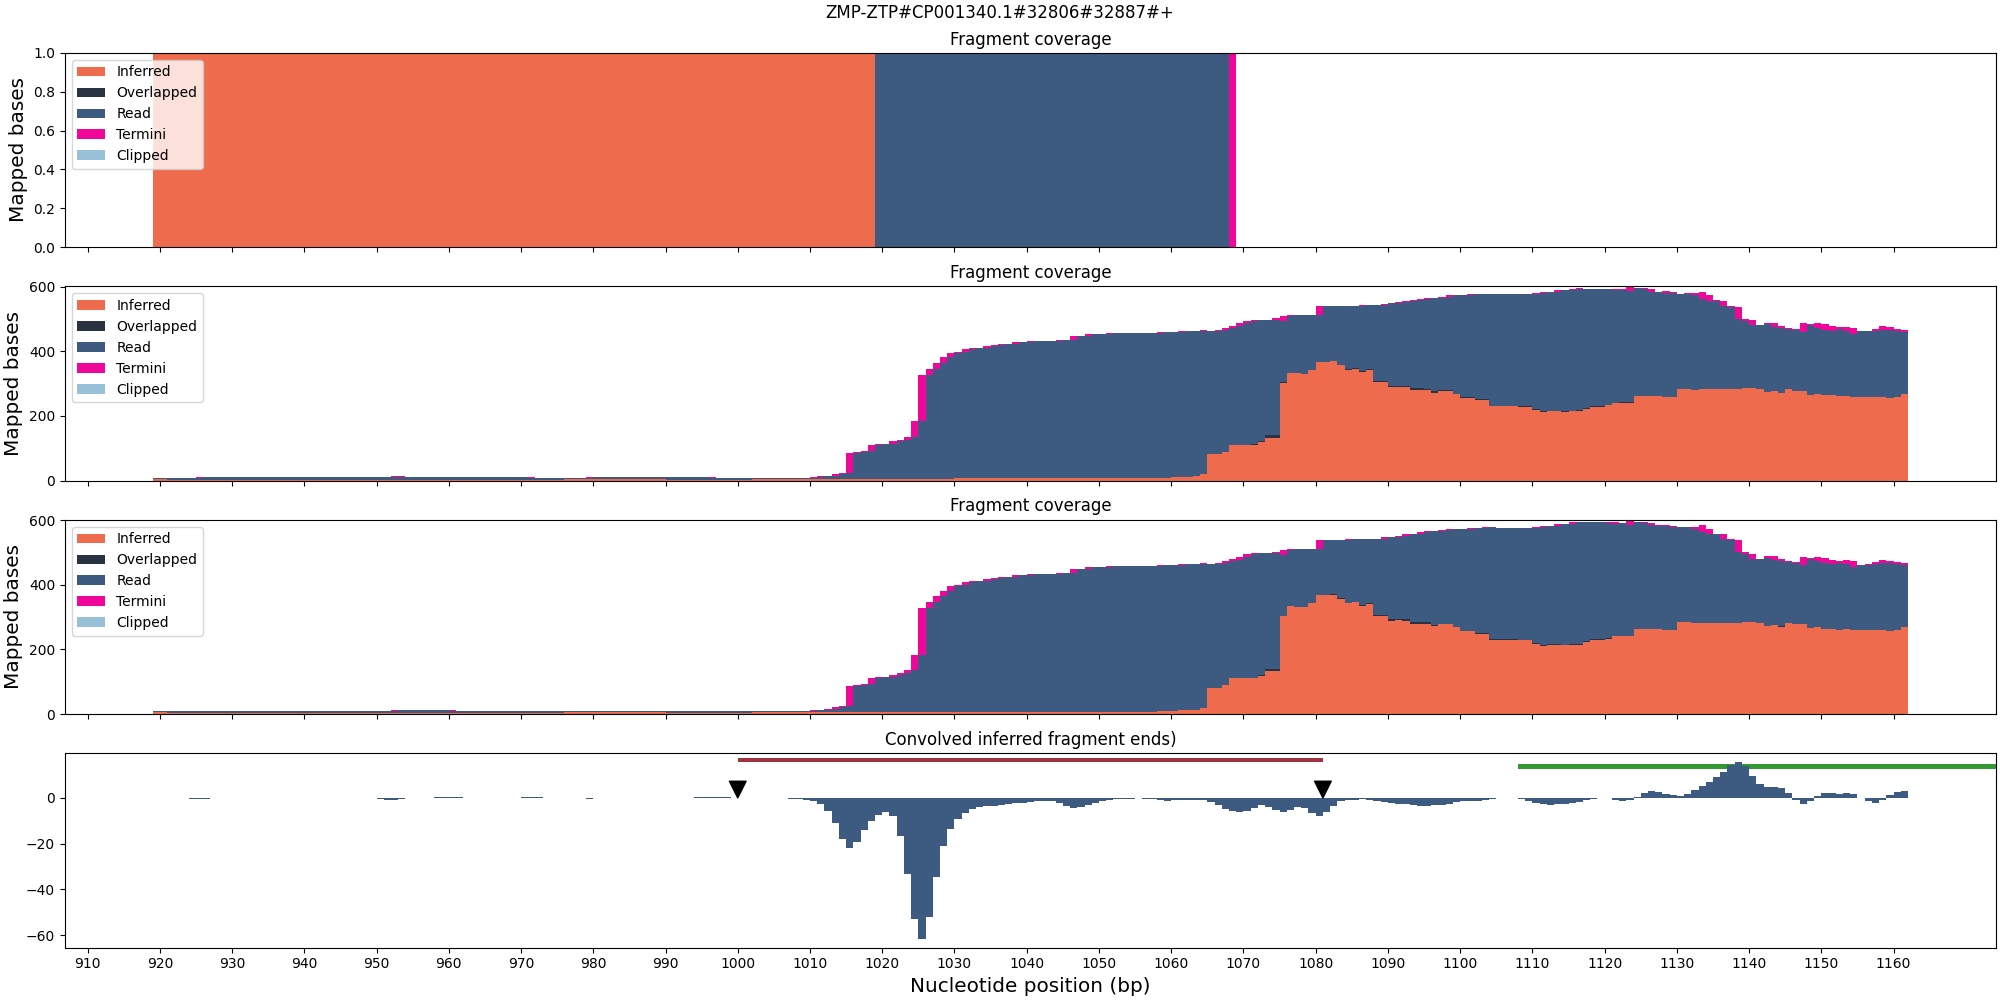 ZMP-ZTP#CP001340.1#32806#32887#+
Fragment coverage
Mapped bases
1.0
0.8
0.6
0.4
0.2
0.0
Inferred
Overlapped
Read
Termini
Clipped
Fragment coverage
Mapped bases
600
400
200
0
Inferred
Overlapped
Read
Termini
Clipped
Fragment coverage
Mapped bases
600
400
200
0
Inferred
Overlapped
Read
Termini
Clipped
Convolved inferred fragment ends)
0
−20
−40
−60
910 920 930 940 950 960 970 980 990 1000 1010 1020 1030 1040 1050 1060 1070 1080 1090 1100 1110 1120 1130 1140 1150 1160
Nucleotide position (bp)